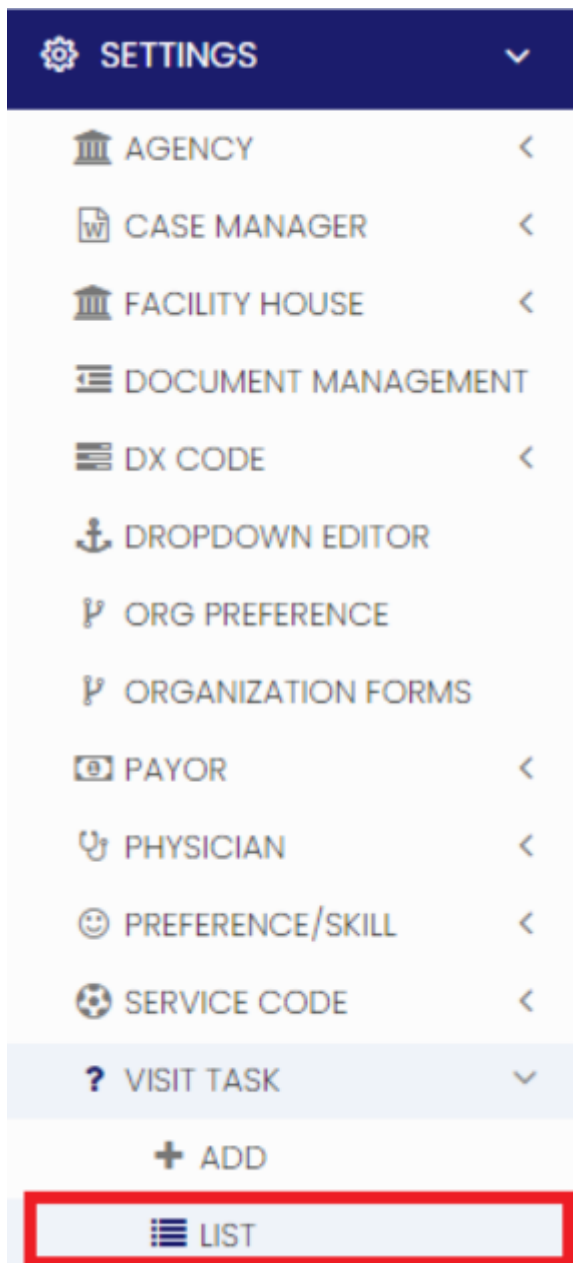 SETTINGS
AGENCY
CASE MANAGER
FACILITY HOUSE
DOCUMENT MANAGEMENT
DX CODE
DROPDOWN EDITOR
ORG PREFERENCE
ORGANIZATION FORMS
PAYOR
PHYSICIAN
PREFERENCE/SKILL
SERVICE CODE
VISIT TASK
ADD
LIST